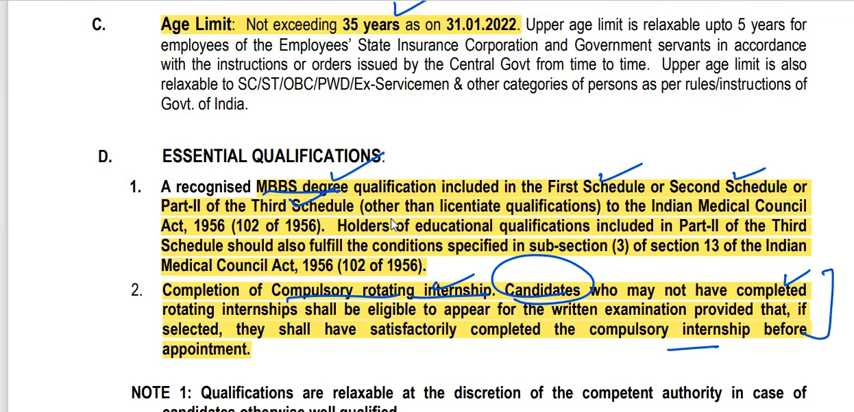 C. Age Limit: Not exceeding 35 years as on 31.01.2022. Upper age limit is relaxable upto 5 years for
employees of the Employees' State Insurance Corporation and Government servants in accordance
with the instructions or orders issued by the Central Govt from time to time. Upper age limit is also
relaxable to SC/ST/OBC/PWD/Ex-Servicemen & other categories of persons as per rules/instructions of
Govt. of India.
D. ESSENTIAL QUALIFICATIONS:
1. A recognised MBBS degree qualification included in the First Schedule or Second Schedule or
Part-II of the Third Schedule (other than licentiate qualifications) to the Indian Medical Council
Act, 1956 (102 of 1956). Holders of educational qualifications included in Part-II of the Third
Schedule should also fulfill the conditions specified in sub-section (3) of section 13 of the Indian
Medical Council Act, 1956 (102 of 1956).
2. Completion of Compulsory rotating internship. Candidates who may not have completed
rotating internships shall be eligible to appear for the written examination provided that, if
selected, they shall have satisfactorily completed the compulsory internship before
appointment.
NOTE 1: Qualifications are relaxable at the discretion of the competent authority in case of
candidates otherwise well qualified.